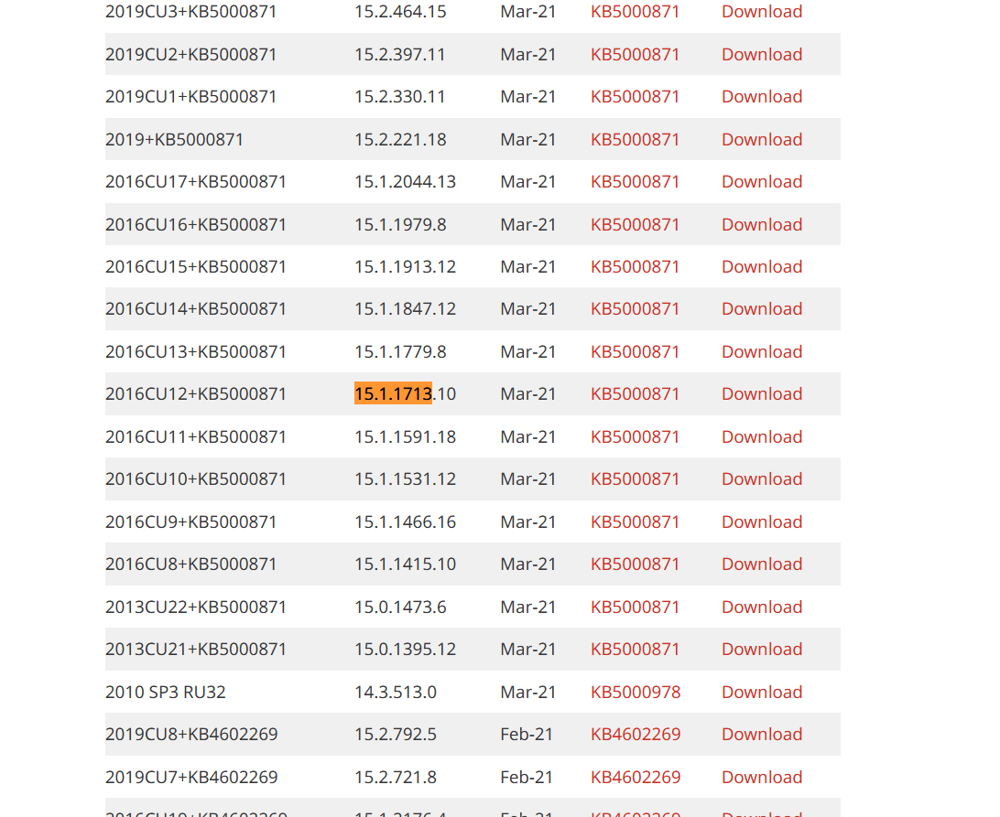 2019CU3+KB5000871 15.2.464.15 Mar-21 KB5000871 Download
2019CU2+KB5000871 15.2.397.11 Mar-21 KB5000871 Download
2019CU1+KB5000871 15.2.330.11 Mar-21 KB5000871 Download
2019+KB5000871 15.2.221.18 Mar-21 KB5000871 Download
2016CU17+KB5000871 15.1.2044.13 Mar-21 KB5000871 Download
2016CU16+KB5000871 15.1.1979.8 Mar-21 KB5000871 Download
2016CU15+KB5000871 15.1.1913.12 Mar-21 KB5000871 Download
2016CU14+KB5000871 15.1.1847.12 Mar-21 KB5000871 Download
2016CU13+KB5000871 15.1.1779.8 Mar-21 KB5000871 Download
2016CU12+KB5000871 15.1.1713.10 Mar-21 KB5000871 Download
2016CU11+KB5000871 15.1.1591.18 Mar-21 KB5000871 Download
2016CU10+KB5000871 15.1.1531.12 Mar-21 KB5000871 Download
2016CU9+KB5000871 15.1.1466.16 Mar-21 KB5000871 Download
2016CU8+KB5000871 15.1.1415.10 Mar-21 KB5000871 Download
2013CU22+KB5000871 15.0.1473.6 Mar-21 KB5000871 Download
2013CU21+KB5000871 15.0.1395.12 Mar-21 KB5000871 Download
2010 SP3 RU32 14.3.513.0 Mar-21 KB5000978 Download
2019CU8+KB4602269 15.2.792.5 Feb-21 KB4602269 Download
2019CU7+KB4602269 15.2.721.8 Feb-21 KB4602269 Download
2016CU19+KB4602269 15.1.2176.4 Feb-21 KB4602269 Download